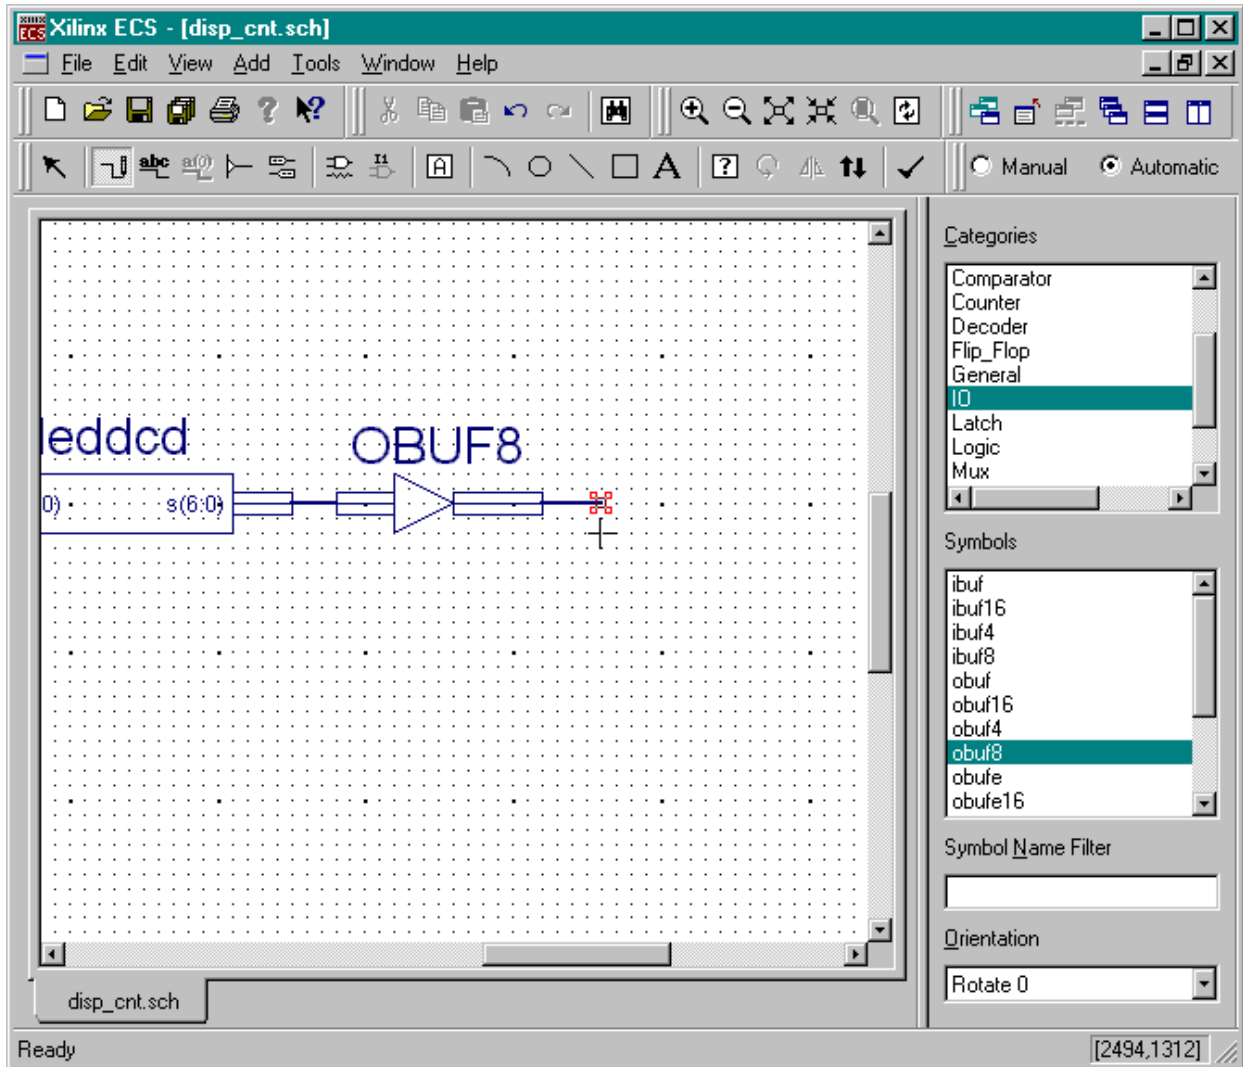 Xilinx ECS - [disp_cnt.sch]
File Edit View Add Tools Window Help
Manual Automatic
leddcd
OBUF8
0) s(6:0)
disp_cnt.sch
Categories
Comparator
Counter
Decoder
Flip_Flop
General
IO
Latch
Logic
Mux
Symbols
ibuf
ibuf16
ibuf4
ibuf8
obuf
obuf16
obuf4
obuf8
obufe
obufe16
Symbol Name Filter
Orientation
Rotate 0
Ready
[2494,1312]